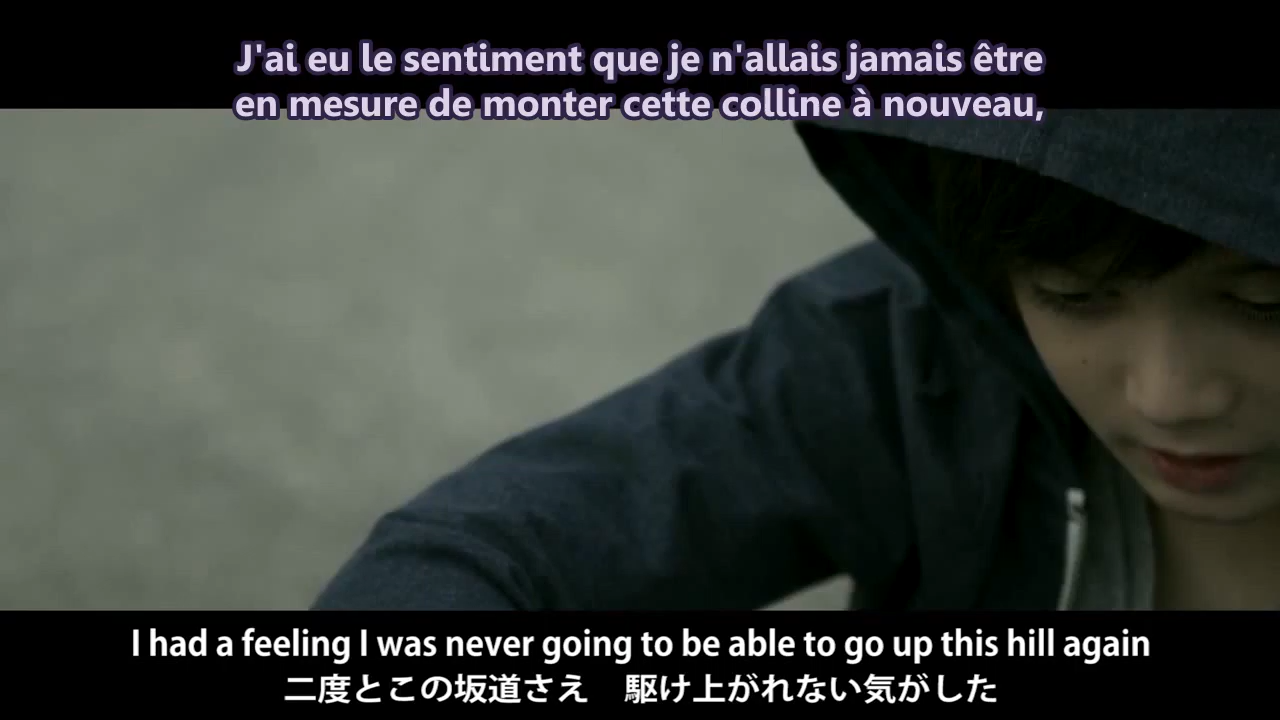 J'ai eu le sentiment que je n'allais jamais être
en mesure de monter cette colline à nouveau,
I had a feeling I was never going to be able to go up this hill again
二度とこの坂道さえ　駆け上がれない気がした